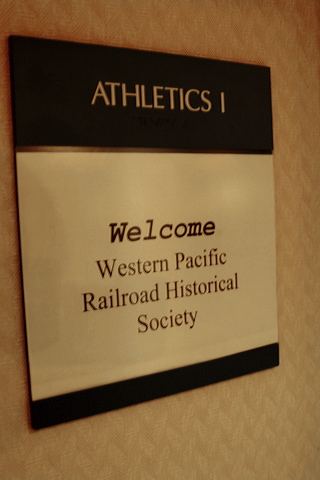 ATHLETICS I
Welcome
Western Pacific
Railroad Historical
Society